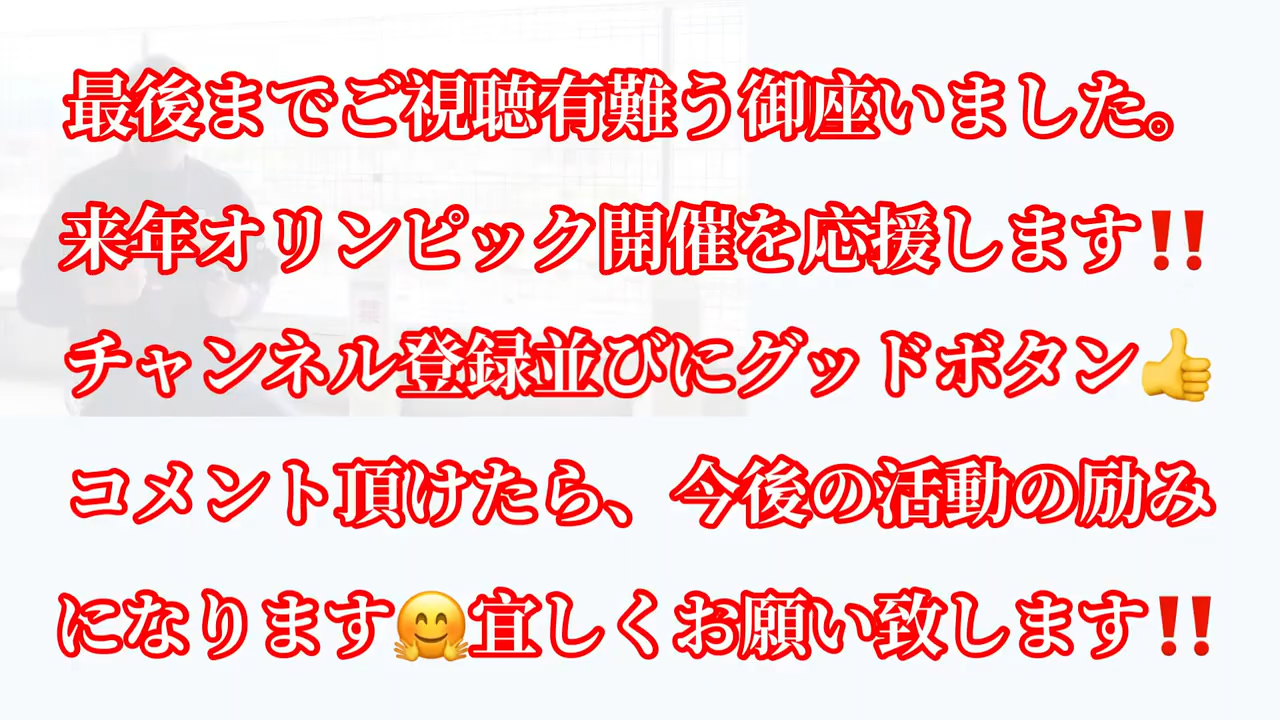 最後までご視聴有難う御座いました。
来年オリンピック開催を応援します‼️
チャンネル登録並びにグッドボタン👍
コメント頂けたら、今後の活動の励み
になります🤗宜しくお願い致します‼️